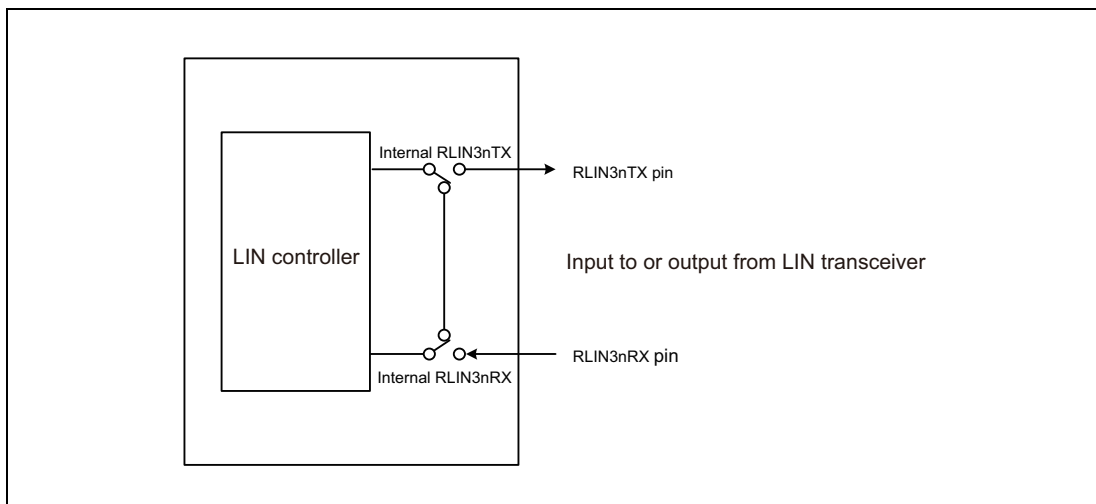 Internal RLIN3nTX
RLIN3nTX pin
LIN controller
Input to or output from LIN transceiver
RLIN3nRX pin
Internal RLIN3nRX